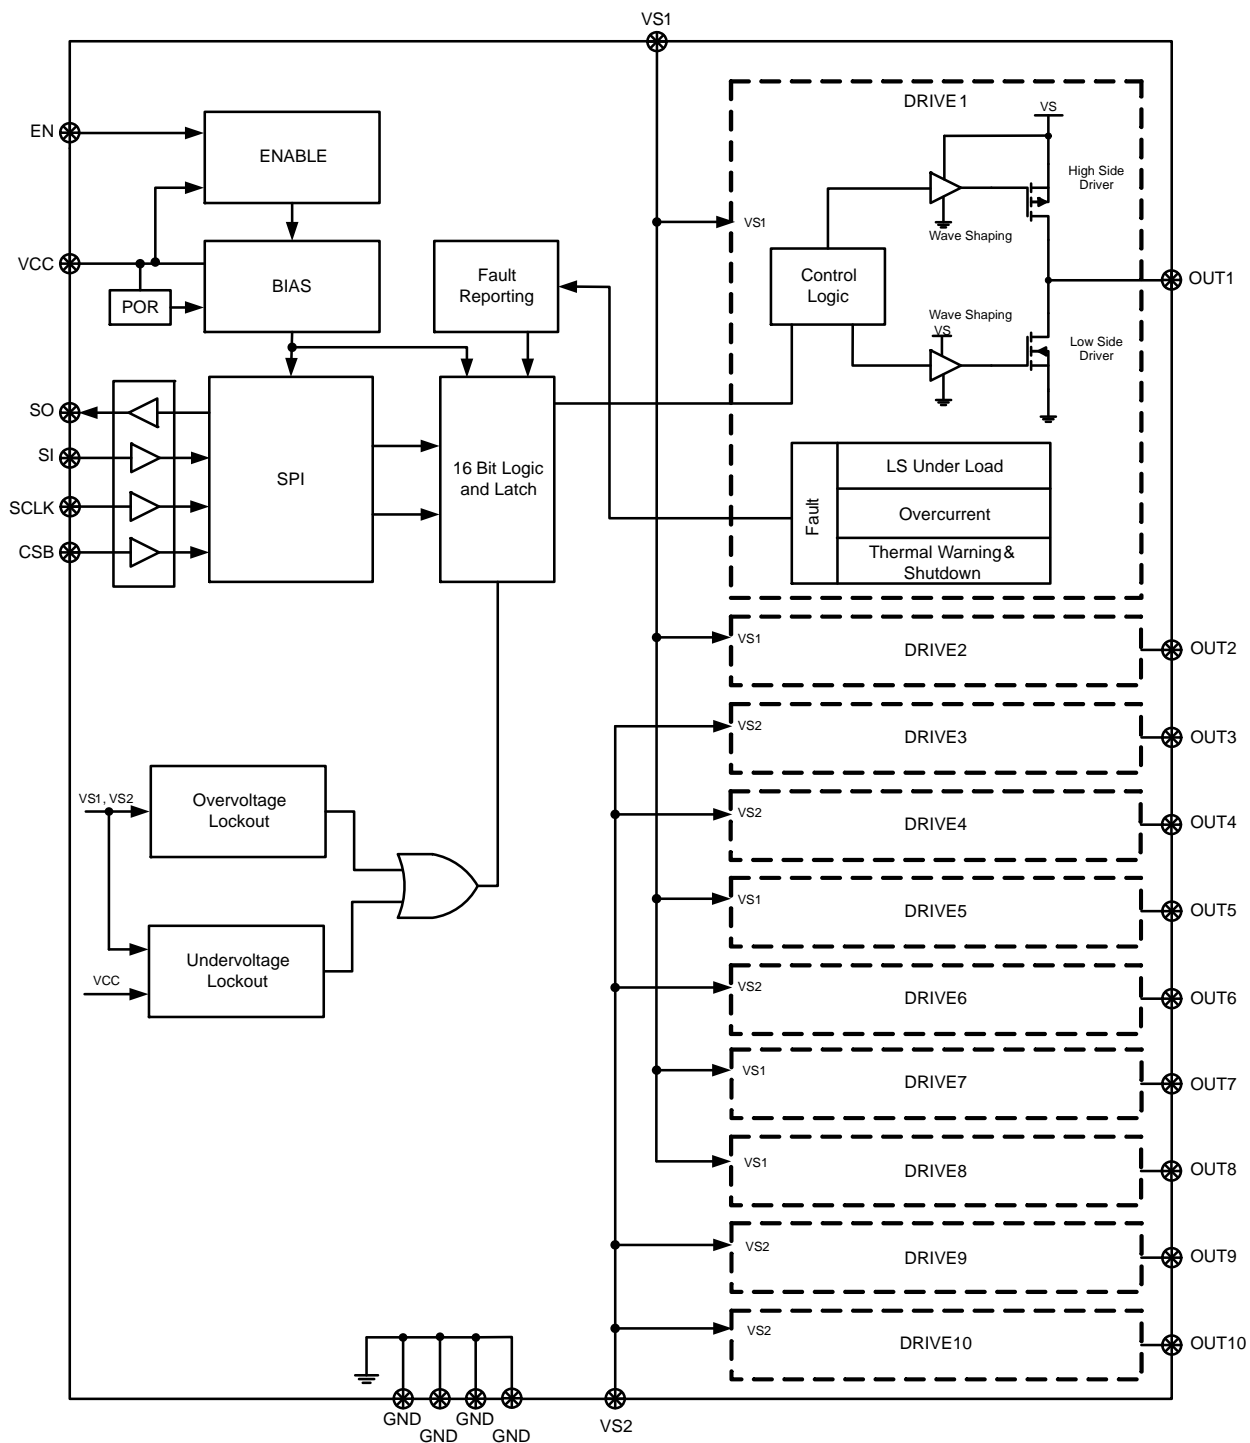 VS1
DRIVE1
VS
EN
ENABLE
High Side
Driver
VS1
Wave Shaping
VCC
BIAS
Fault
Reporting
Control
Logic
OUT1
POR
Wave Shaping
VS
Low Side
Driver
SO
SI
SCLK
CSB
SPI
16 Bit Logic
and Latch
Fault
LS Under Load
Overcurrent
Thermal Warning &
Shutdown
VS1
DRIVE2
OUT2
VS2
DRIVE3
OUT3
VS1, VS2
Overvoltage
Lockout
VS2
DRIVE4
OUT4
VS1
DRIVE5
OUT5
Undervoltage
Lockout
VCC
VS2
DRIVE6
OUT6
VS1
DRIVE7
OUT7
VS1
DRIVE8
OUT8
VS2
DRIVE9
OUT9
VS2
DRIVE10
OUT10
GND
GND
GND
GND
VS2